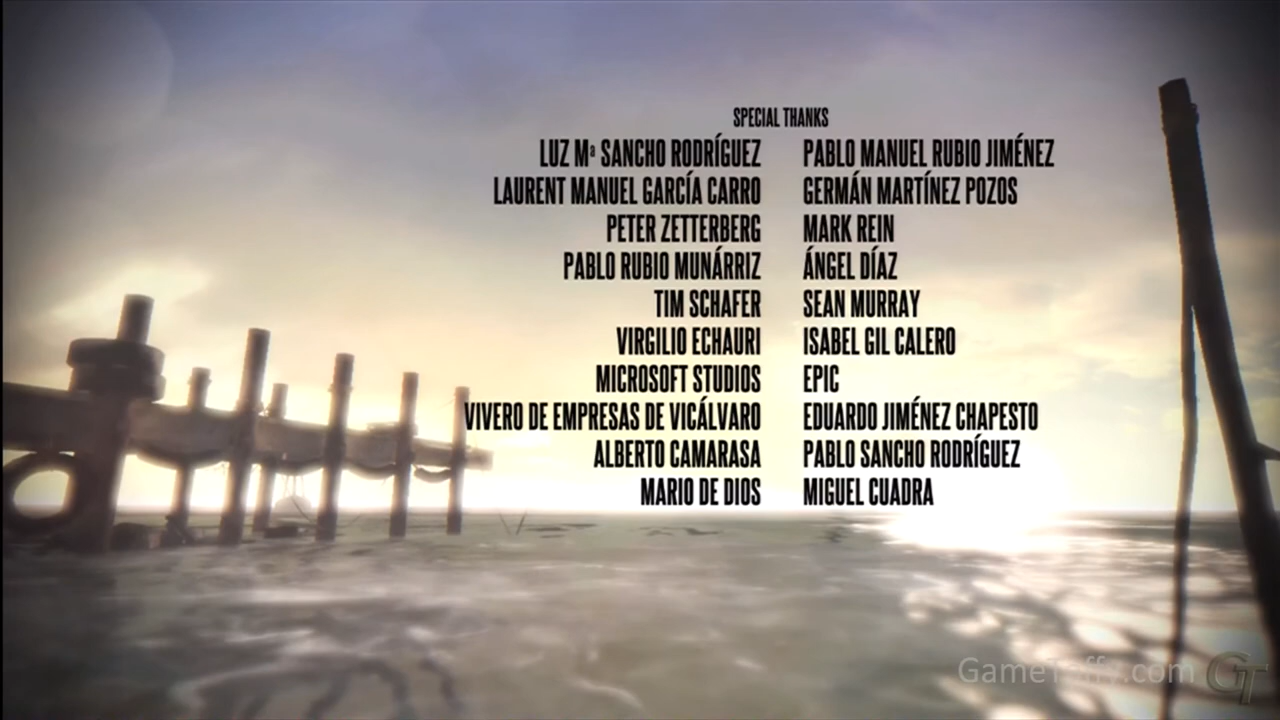 SPECIAL THANKS
LUZ Mª SANCHO RODRÍGUEZ PABLO MANUEL RUBIO JIMÉNEZ
LAURENT MANUEL GARCÍA CARRO GERMÁN MARTÍNEZ POZOS
PETER ZETTERBERG MARK REIN
PABLO RUBIO MUNÁRRIZ ÁNGEL DÍAZ
TIM SCHAFER SEAN MURRAY
VIRGILIO ECHAURI ISABEL GIL CALERO
MICROSOFT STUDIOS EPIC
VIVERO DE EMPRESAS DE VICÁLVARO EDUARDO JIMÉNEZ CHAPESTO
ALBERTO CAMARASA PABLO SANCHO RODRÍGUEZ
MARIO DE DIOS MIGUEL CUADRA
GameTaffy.com GT